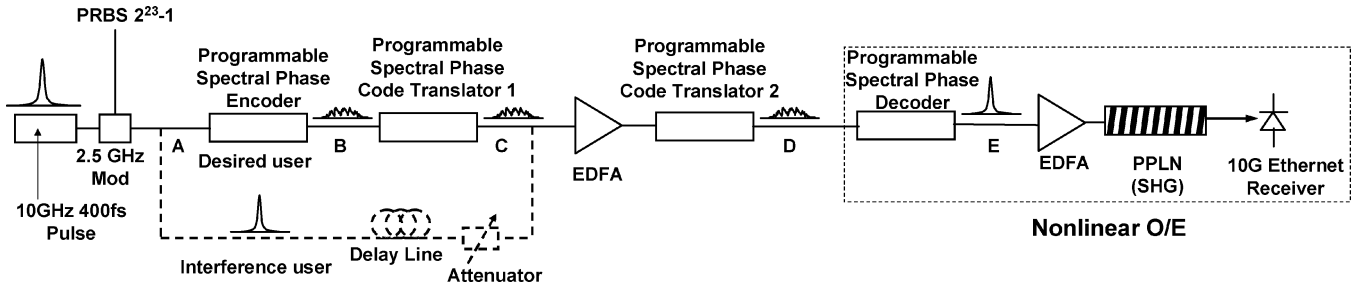 PRBS 2²³-1
Programmable
Spectral Phase
Encoder
Programmable
Spectral Phase
Code Translator 1
Programmable
Spectral Phase
Code Translator 2
Programmable
Spectral Phase
Decoder
A
B
C
D
E
2.5 GHz
Mod
Desired user
EDFA
EDFA
PPLN
(SHG)
10G Ethernet
Receiver
10GHz 400fs
Pulse
Interference user
Delay Line
Attenuator
Nonlinear O/E